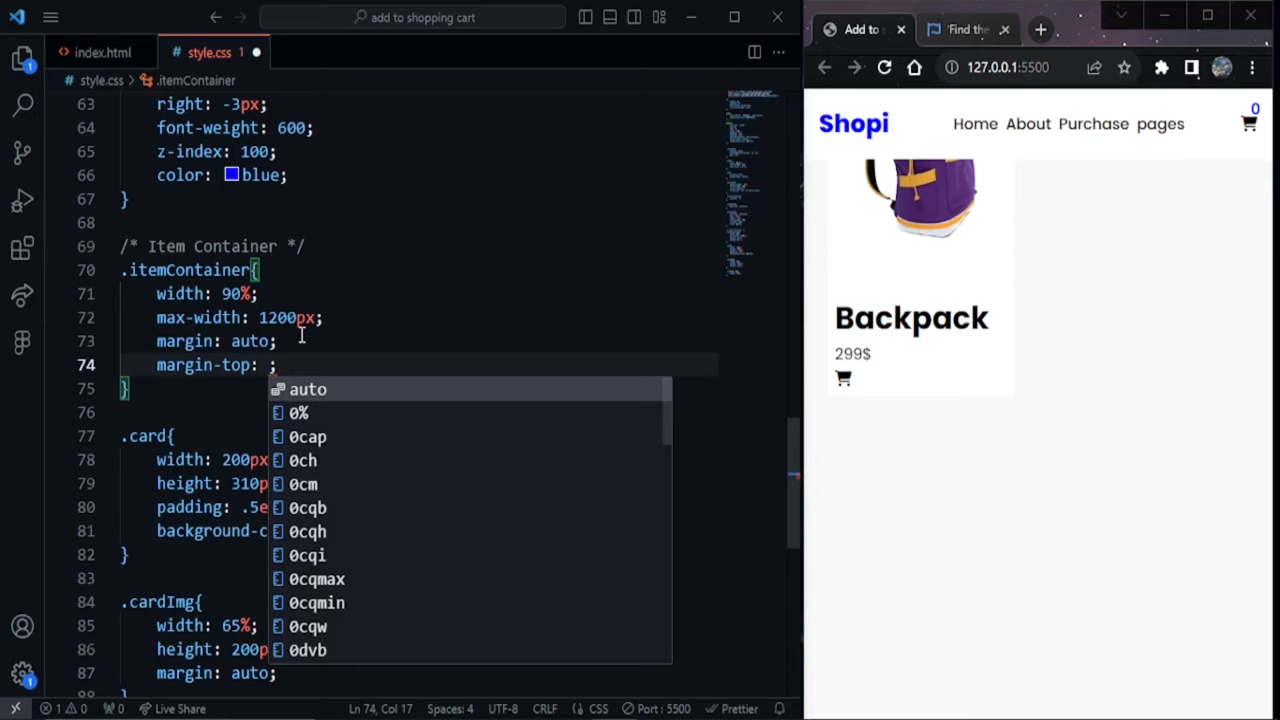 add to shopping cart
index.html
style.css 1
style.css > .itemContainer
63 right: -3px;
64 font-weight: 600;
65 z-index: 100;
66 color: blue;
67 }
68
69 /* Item Container */
70 .itemContainer{
71 width: 90%;
72 max-width: 1200px;
73 margin: auto;
74 margin-top: ;
75 }
76
77 .card{
78 width: 200px
79 height: 310p
80 padding: .5e
81 background-c
82 }
83
84 .cardImg{
85 width: 65%;
86 height: 200p
87 margin: auto;
88 }
auto
0%
0cap
0ch
0cm
0cqb
0cqh
0cqi
0cqmax
0cqmin
0cqw
0dvb
1
1
1 0 0 Live Share Ln 74, Col 17 Spaces: 4 UTF-8 CRLF CSS Port : 5500 Prettier
Add to
'Find the
127.0.0.1:5500
Shopi
Home About Purchase pages
0
Backpack
299$